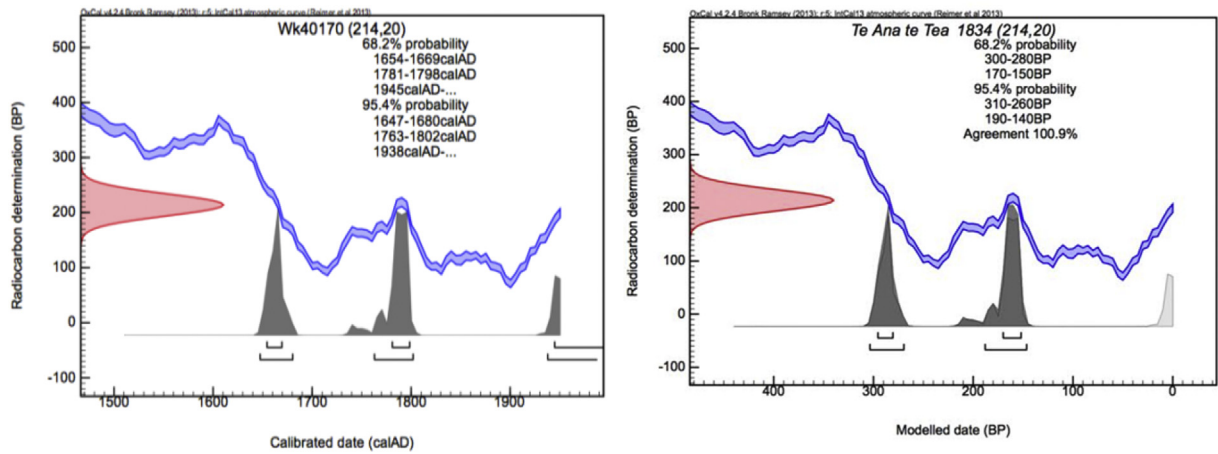 OxCal v4.2.4 Bronk Ramsey (2013); r:5; IntCal13 atmospheric curve (Reimer et al 2013)
Wk40170 (214,20)
68.2% probability
1654-1669calAD
1781-1798calAD
1945calAD-...
95.4% probability
1647-1680calAD
1763-1802calAD
1938calAD-...
Radiocarbon determination (BP)
500
400
300
200
100
0
-100
1500 1600 1700 1800 1900
Calibrated date (calAD)
OxCal v4.2.4 Bronk Ramsey (2013); r:5; IntCal13 atmospheric curve (Reimer et al 2013)
Te Ana te Tea 1834 (214,20)
68.2% probability
300-280BP
170-150BP
95.4% probability
310-260BP
190-140BP
Agreement 100.9%
Radiocarbon determination (BP)
500
400
300
200
100
0
-100
400 300 200 100 0
Modelled date (BP)